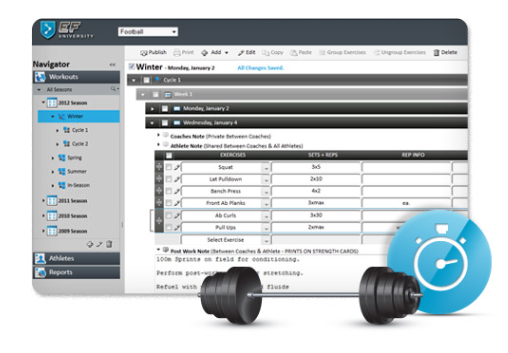 EF
UNIVERSITY
Football
Publish Print Add Edit Copy Paste Group Exercises Ungroup Exercises Delete
Navigator
Winter - Monday, January 2 All Changes Saved.
Workouts
Cycle 1
All Seasons
Week 1
2012 Season
Monday, January 2
Winter
Wednesday, January 4
Cycle 1
Coaches Note (Private Between Coaches)
Cycle 2
Athlete Note (Shared Between Coaches & All Athletes)
EXERCISES SETS x REPS REP INFO
Spring
Squat 3x5
Summer
Lat Pulldown 2x10
In-Season
Bench Press 4x2
2011 Season
Front Ab Planks 3xmax ea.
2010 Season
Ab Curls 3x30
2009 Season
Pull Ups 2xmax
Select Exercise
Post Work Note (Between Coaches & Athlete - PRINTS ON STRENGTH CARDS)
Athletes
100m Sprints on field for conditioning.
Reports
Perform post-wor stretching.
Refuel with fluids